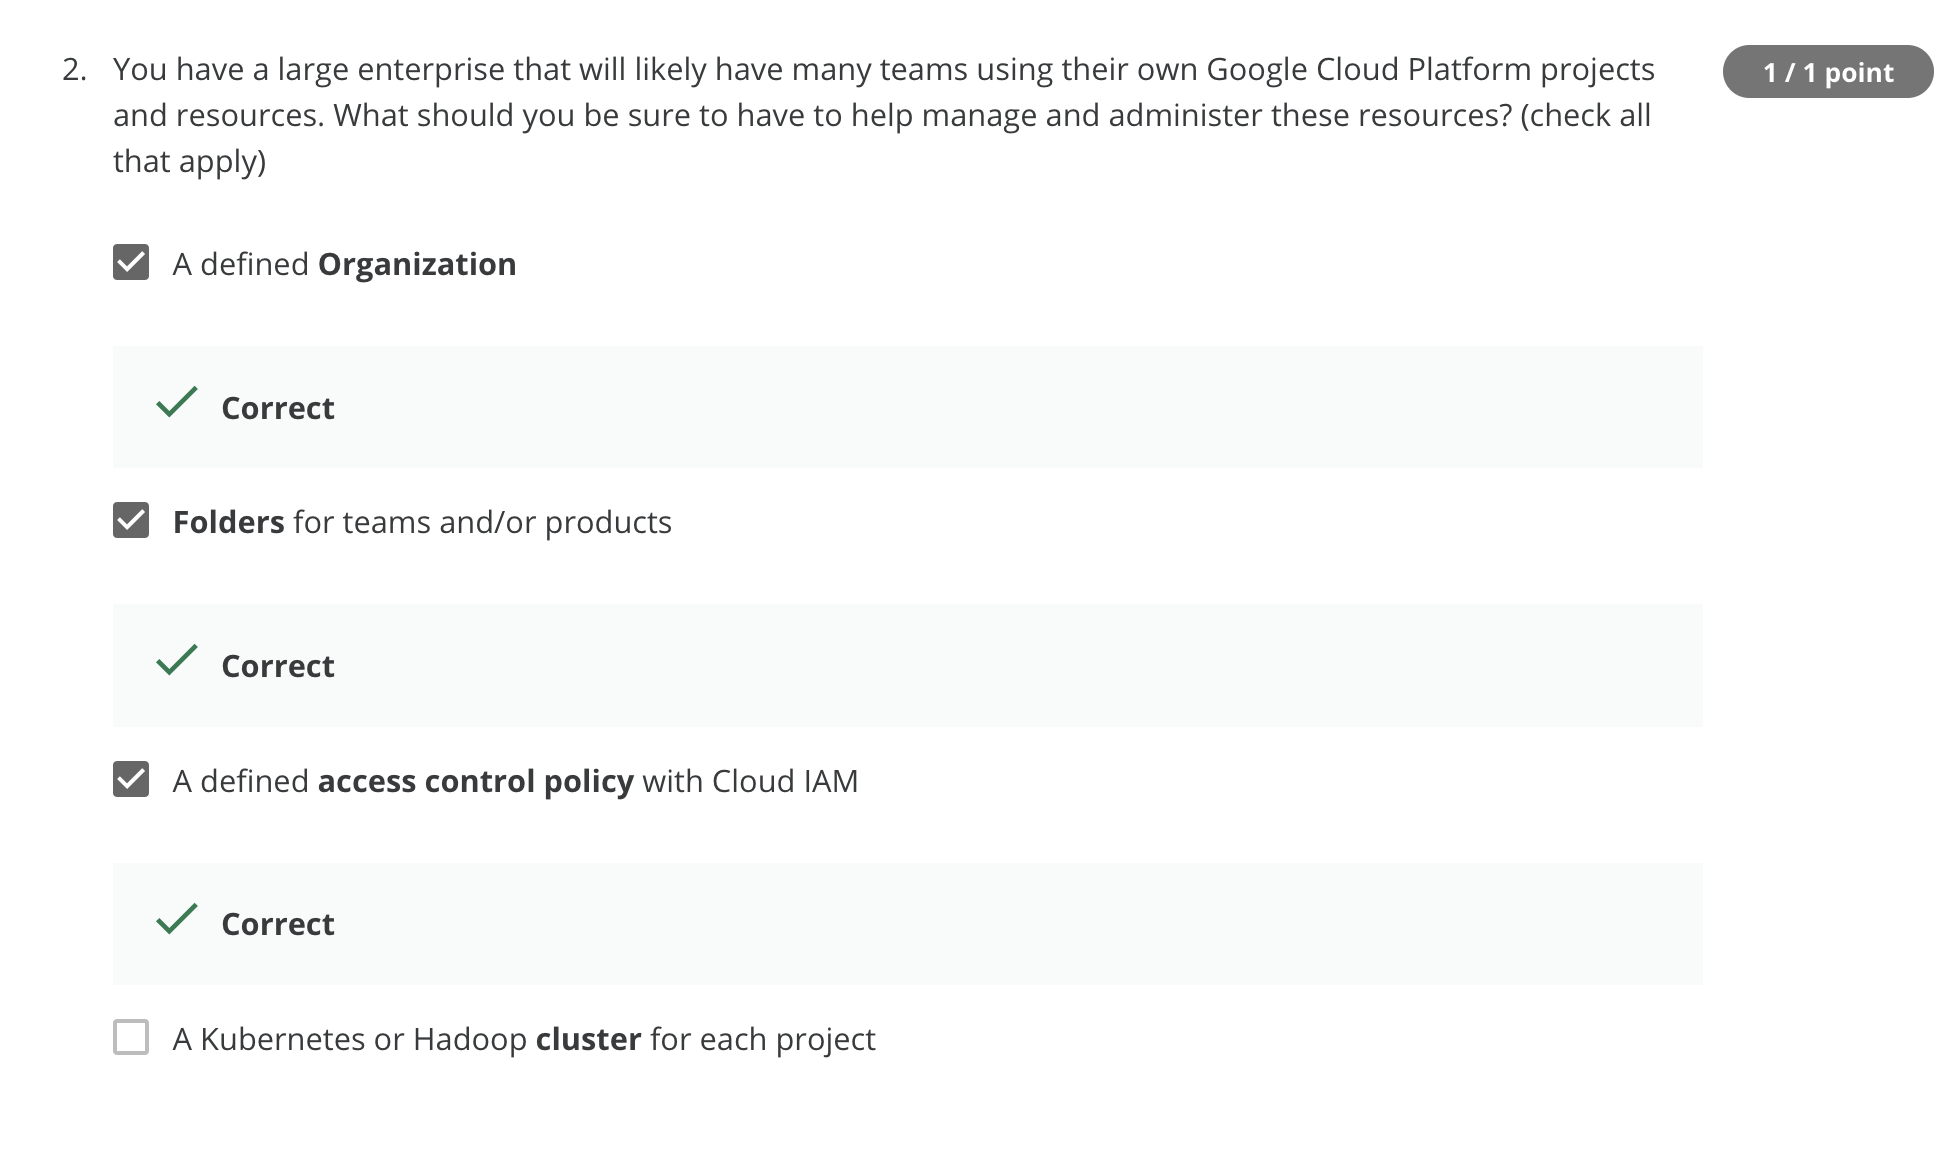 2. You have a large enterprise that will likely have many teams using their own Google Cloud Platform projects
1 / 1 point
and resources. What should you be sure to have to help manage and administer these resources? (check all
that apply)
A defined Organization
Correct
Folders for teams and/or products
Correct
A defined access control policy with Cloud IAM
Correct
A Kubernetes or Hadoop cluster for each project